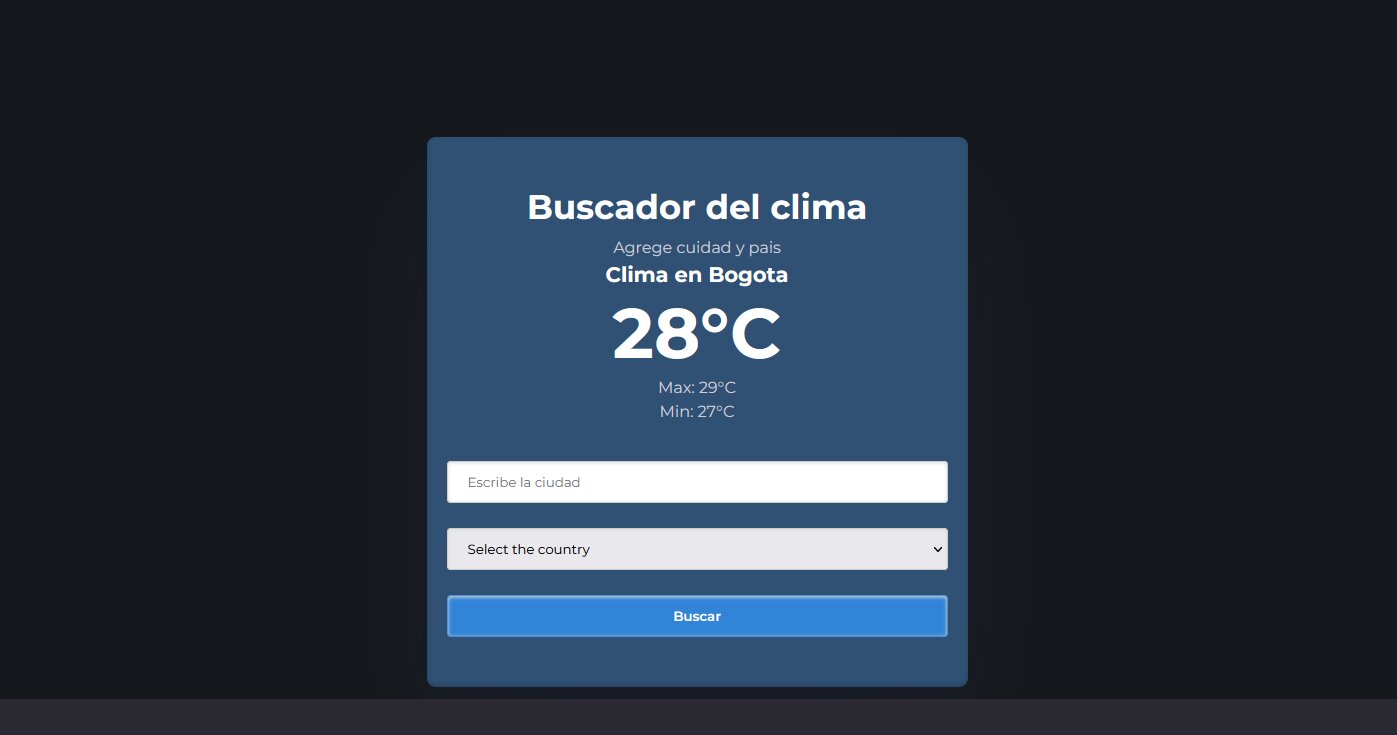 Buscador del clima
Agrege cuidad y pais
Clima en Bogota
28°C
Max: 29°C
Min: 27°C
Escribe la ciudad
Select the country
Buscar